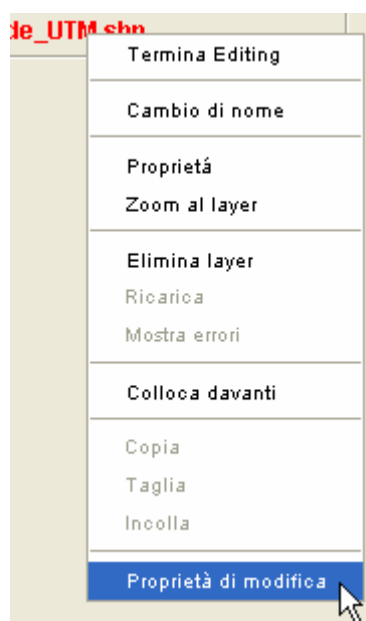 de_UTM.shp
Termina Editing
Cambio di nome
Proprietá
Zoom al layer
Elimina layer
Ricarica
Mostra errori
Colloca davanti
Copia
Taglia
Incolla
Proprietà di modifica